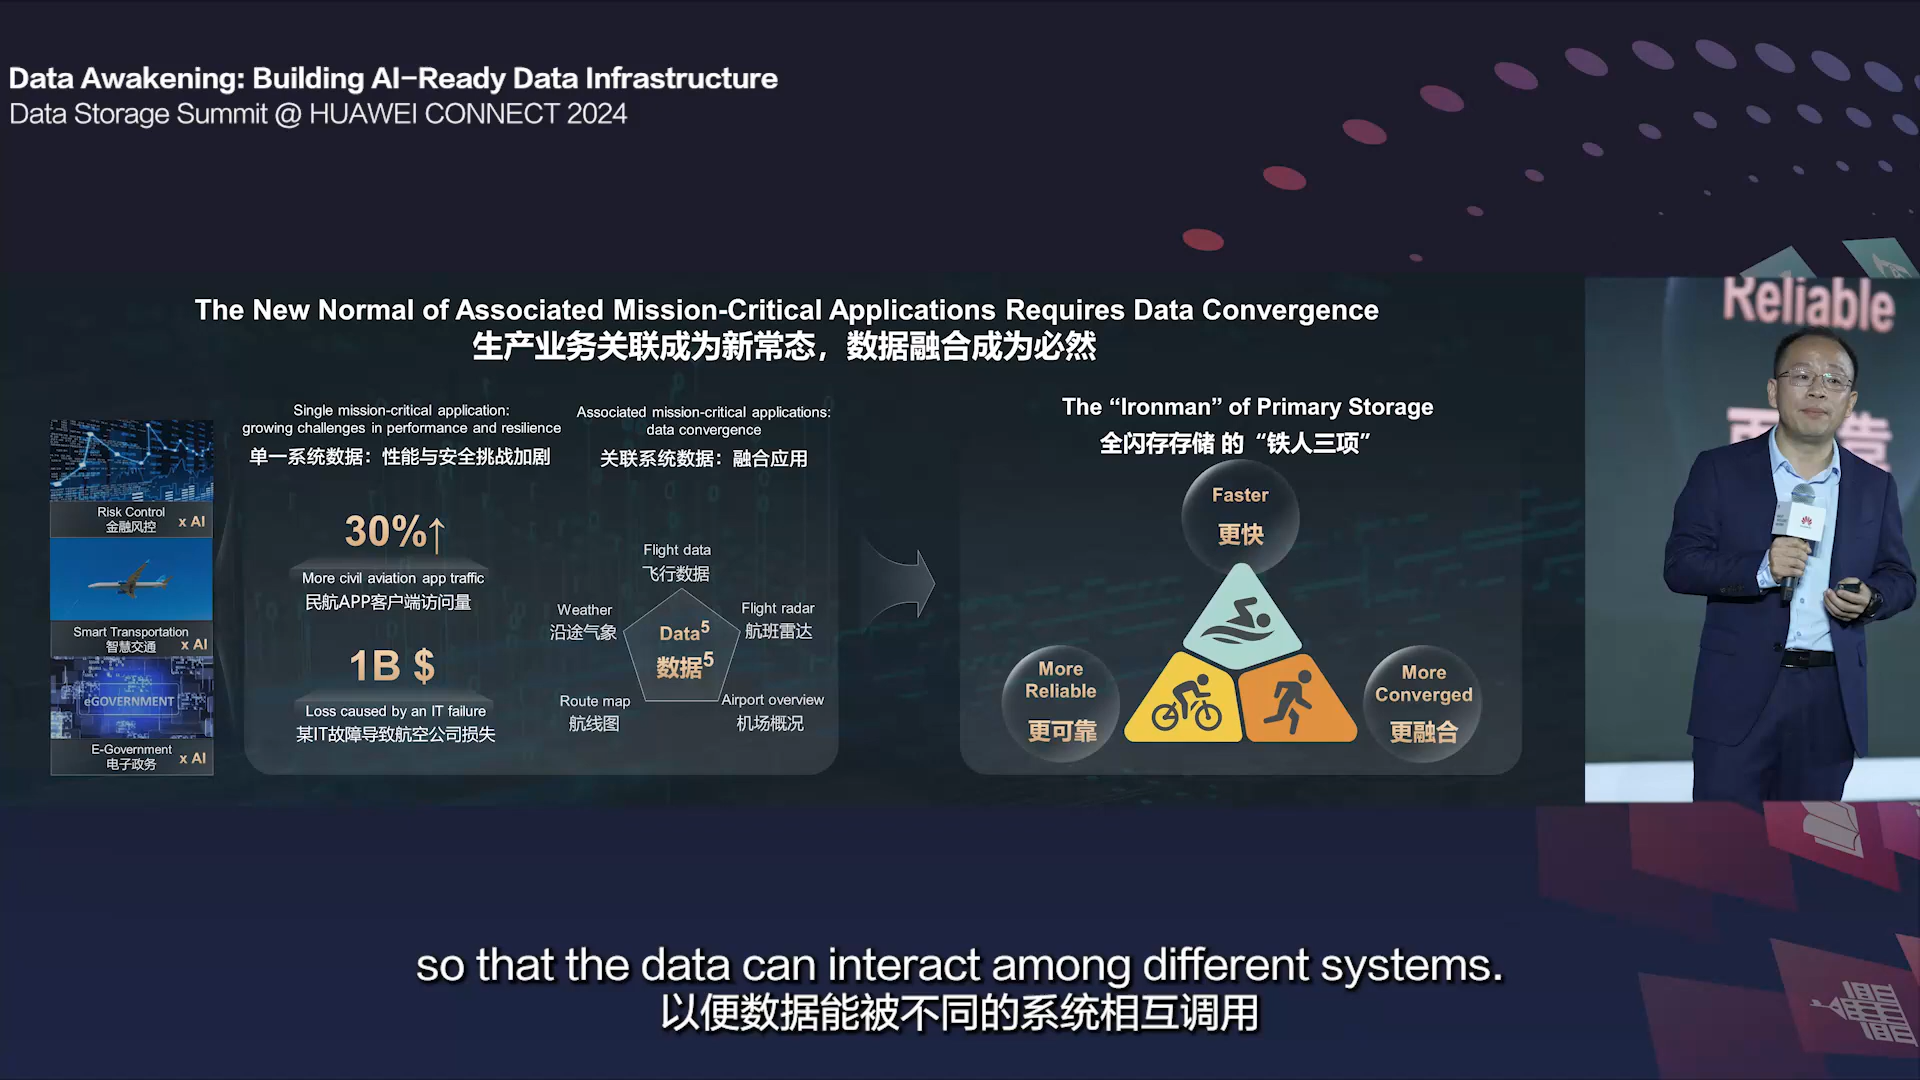 Data Awakening: Building AI-Ready Data Infrastructure
Data Storage Summit @ HUAWEI CONNECT 2024
The New Normal of Associated Mission-Critical Applications Requires Data Convergence
生产业务关联成为新常态，数据融合成为必然
Risk Control
金融风控
x AI
Smart Transportation
智慧交通
x AI
eGOVERNMENT
E-Government
电子政务
x AI
Single mission-critical application:
growing challenges in performance and resilience
单一系统数据：性能与安全挑战加剧
30%↑
More civil aviation app traffic
民航APP客户端访问量
1B $
Loss caused by an IT failure
某IT故障导致航空公司损失
Associated mission-critical applications:
data convergence
关联系统数据：融合应用
Flight data
飞行数据
Weather
沿途气象
Flight radar
航班雷达
Data⁵
数据⁵
Route map
航线图
Airport overview
机场概况
The “Ironman” of Primary Storage
全闪存存储 的 “铁人三项”
Faster
更快
More
Reliable
更可靠
More
Converged
更融合
Reliable
so that the data can interact among different systems.
以便数据能被不同的系统相互调用